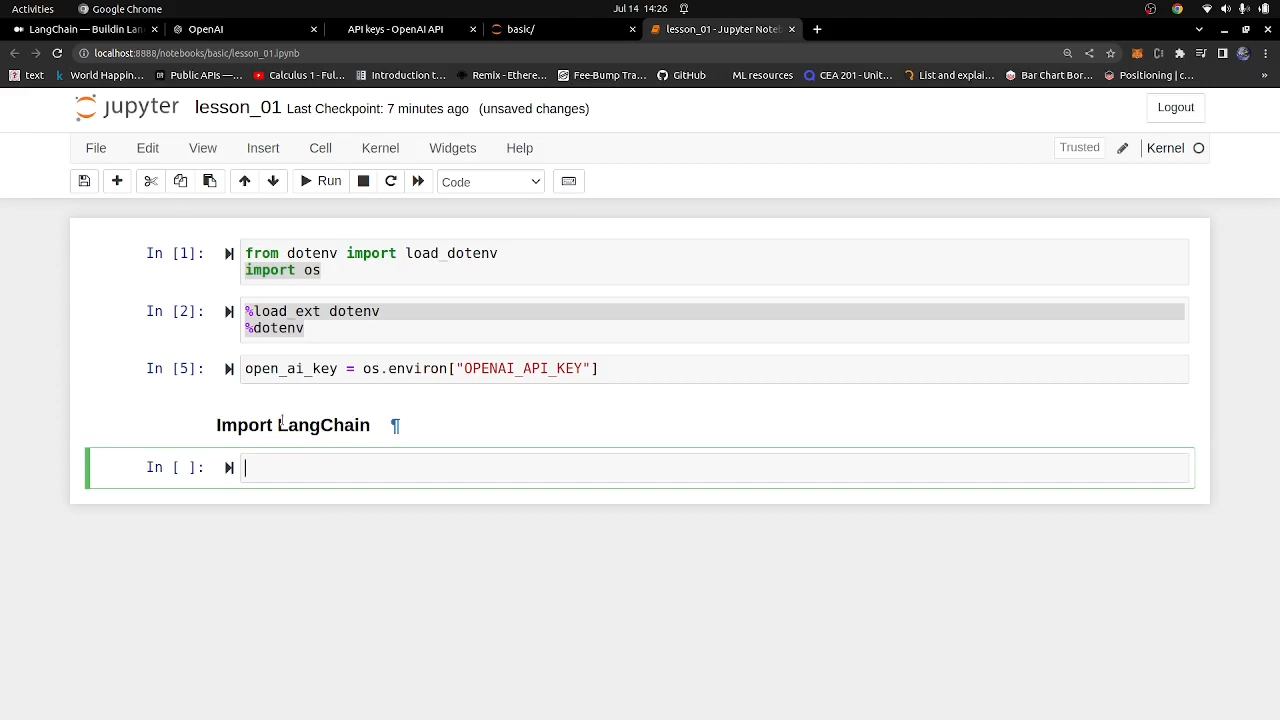 Activities Google Chrome Jul 14 14:26
LangChain — Buildin Lan
OpenAI
API keys - OpenAI API
basic/
lesson_01 - Jupyter Noteb
localhost:8888/notebooks/basic/lesson_01.ipynb
text World Happin... Public APIs —... Calculus 1 - Ful... Introduction t... Remix - Ethere... Fee-Bump Tra... GitHub ML resources CEA 201 - Unit... List and explai... Bar Chart Bor... Positioning | c... »
jupyter lesson_01 Last Checkpoint: 7 minutes ago (unsaved changes) Logout
File Edit View Insert Cell Kernel Widgets Help Trusted Kernel
Run Code
In [1]: from dotenv import load_dotenv
import os
In [2]: %load_ext dotenv
%dotenv
In [5]: open_ai_key = os.environ["OPENAI_API_KEY"]
Import LangChain ¶
In [ ]: